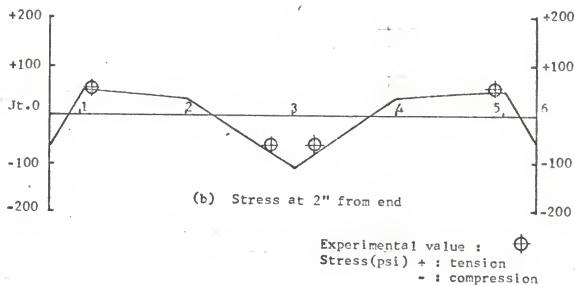 +200 +200
+100 +100
Jt.0 1 2 3 4 5 6
-100 -100
-200 -200
(b) Stress at 2" from end
Experimental value :
Stress(psi) + : tension
- : compression